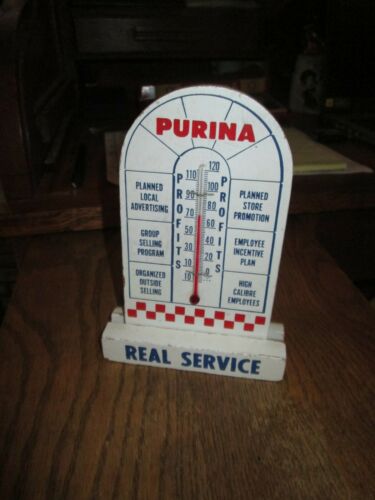 PURINA
PLANNED
LOCAL
ADVERTISING
GROUP
SELLING
PROGRAM
ORGANIZED
OUTSIDE
SELLING
PROFITS
120
110
100
90
80
70
60
50
40
30
20
10
0
10
PROFITS
PLANNED
STORE
PROMOTION
EMPLOYEE
INCENTIVE
PLAN
HIGH
CALIBRE
EMPLOYEES
REAL SERVICE